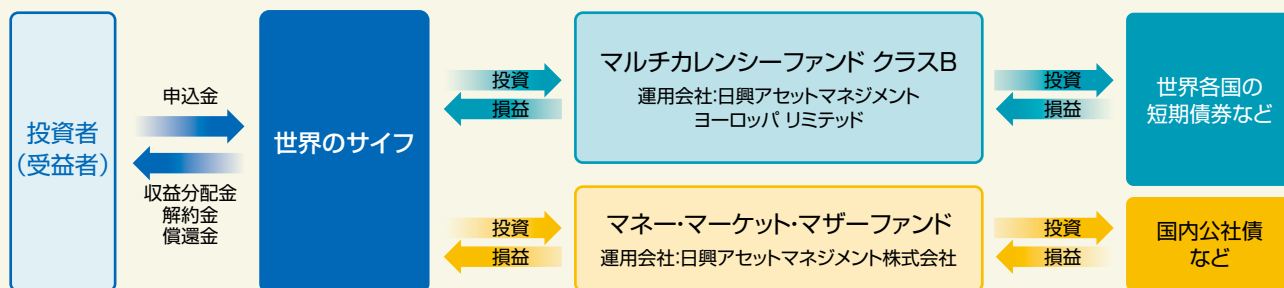 投資者
（受益者）
申込金
収益分配金
解約金
償還金
世界のサイフ
投資
損益
マルチカレンシーファンド クラスB
運用会社:日興アセットマネジメント
ヨーロッパ リミテッド
投資
損益
世界各国の
短期債券など
投資
損益
マネー・マーケット・マザーファンド
運用会社:日興アセットマネジメント株式会社
投資
損益
国内公社債
など